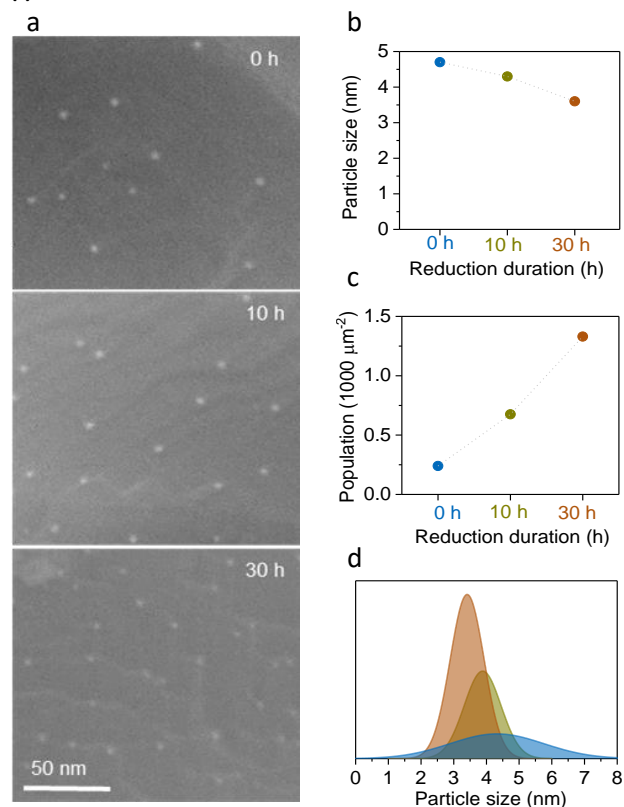 a
0 h
10 h
30 h
50 nm
b
5
4
3
2
1
0
Particle size (nm)
0 h 10 h 30 h
Reduction duration (h)
c
1.5
1.0
0.5
0.0
Population (1000 μm⁻²)
0 h 10 h 30 h
Reduction duration (h)
d
0 1 2 3 4 5 6 7 8
Particle size (nm)